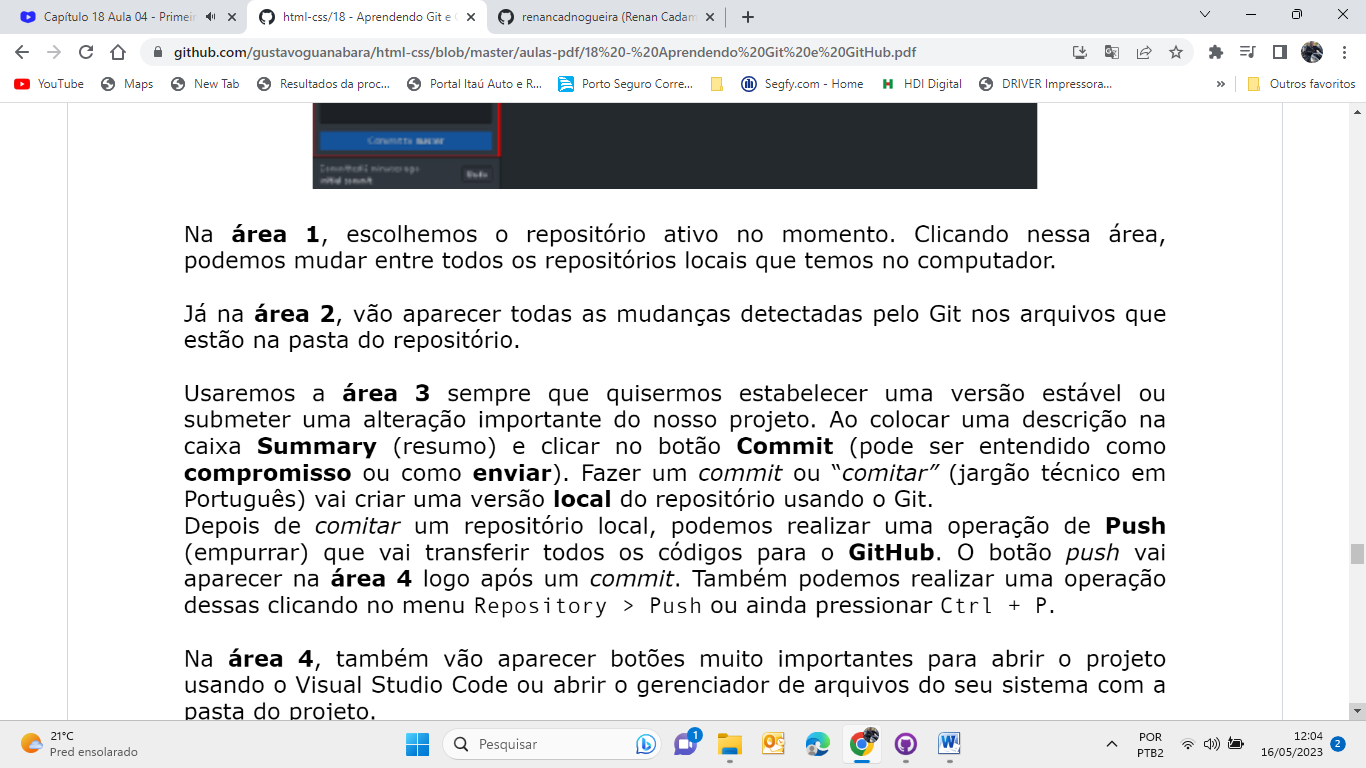 Capítulo 18 Aula 04 - Primeir
html-css/18 - Aprendendo Git e G
renancadnogueira (Renan Cadam
github.com/gustavoguanabara/html-css/blob/master/aulas-pdf/18%20-%20Aprendendo%20Git%20e%20GitHub.pdf
YouTube
Maps
New Tab
Resultados da proc...
Portal Itaú Auto e R...
Porto Seguro Corre...
Segfy.com - Home
HDI Digital
DRIVER Impressora...
»
Outros favoritos
Commit to master
Committed 2 minutes ago
Initial commit
Undo
Na área 1, escolhemos o repositório ativo no momento. Clicando nessa área,
podemos mudar entre todos os repositórios locais que temos no computador.
Já na área 2, vão aparecer todas as mudanças detectadas pelo Git nos arquivos que
estão na pasta do repositório.
Usaremos a área 3 sempre que quisermos estabelecer uma versão estável ou
submeter uma alteração importante do nosso projeto. Ao colocar uma descrição na
caixa Summary (resumo) e clicar no botão Commit (pode ser entendido como
compromisso ou como enviar). Fazer um commit ou “comitar” (jargão técnico em
Português) vai criar uma versão local do repositório usando o Git.
Depois de comitar um repositório local, podemos realizar uma operação de Push
(empurrar) que vai transferir todos os códigos para o GitHub. O botão push vai
aparecer na área 4 logo após um commit. Também podemos realizar uma operação
dessas clicando no menu Repository > Push ou ainda pressionar Ctrl + P.
Na área 4, também vão aparecer botões muito importantes para abrir o projeto
usando o Visual Studio Code ou abrir o gerenciador de arquivos do seu sistema com a
pasta do projeto.
21°C
Pred ensolarado
Pesquisar
1
POR
PTB2
12:04
16/05/2023
2